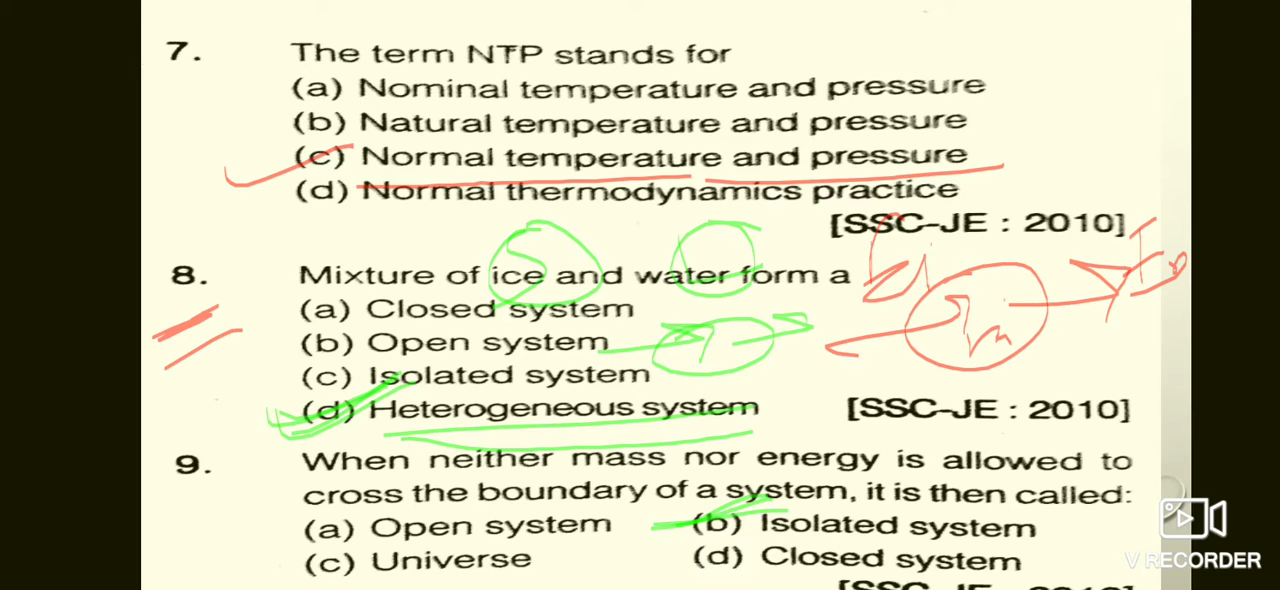 7. The term NTP stands for
(a) Nominal temperature and pressure
(b) Natural temperature and pressure
(c) Normal temperature and pressure
(d) Normal thermodynamics practice
[SSC-JE : 2010]
8. Mixture of ice and water form a
(a) Closed system
(b) Open system
(c) Isolated system
(d) Heterogeneous system [SSC-JE : 2010]
9. When neither mass nor energy is allowed to
cross the boundary of a system, it is then called:
(a) Open system (b) Isolated system
(c) Universe (d) Closed system
V RECORDER